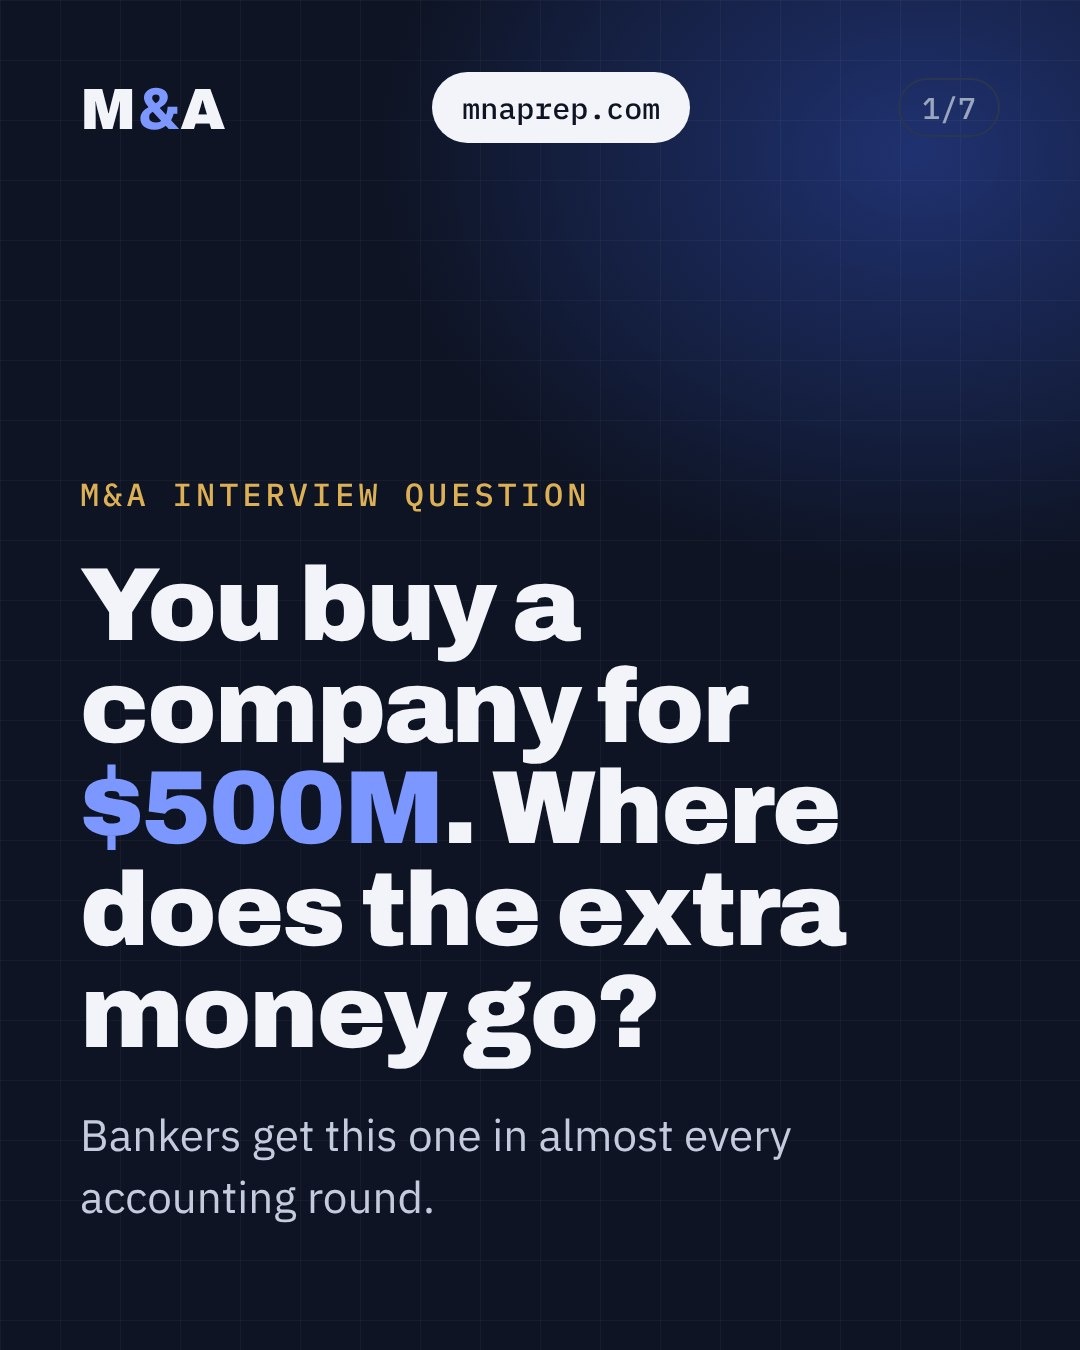 M&A
mnaprep.com
1/7
M&A INTERVIEW QUESTION
You buy a
company for
$500M. Where
does the extra
money go?
Bankers get this one in almost every
accounting round.